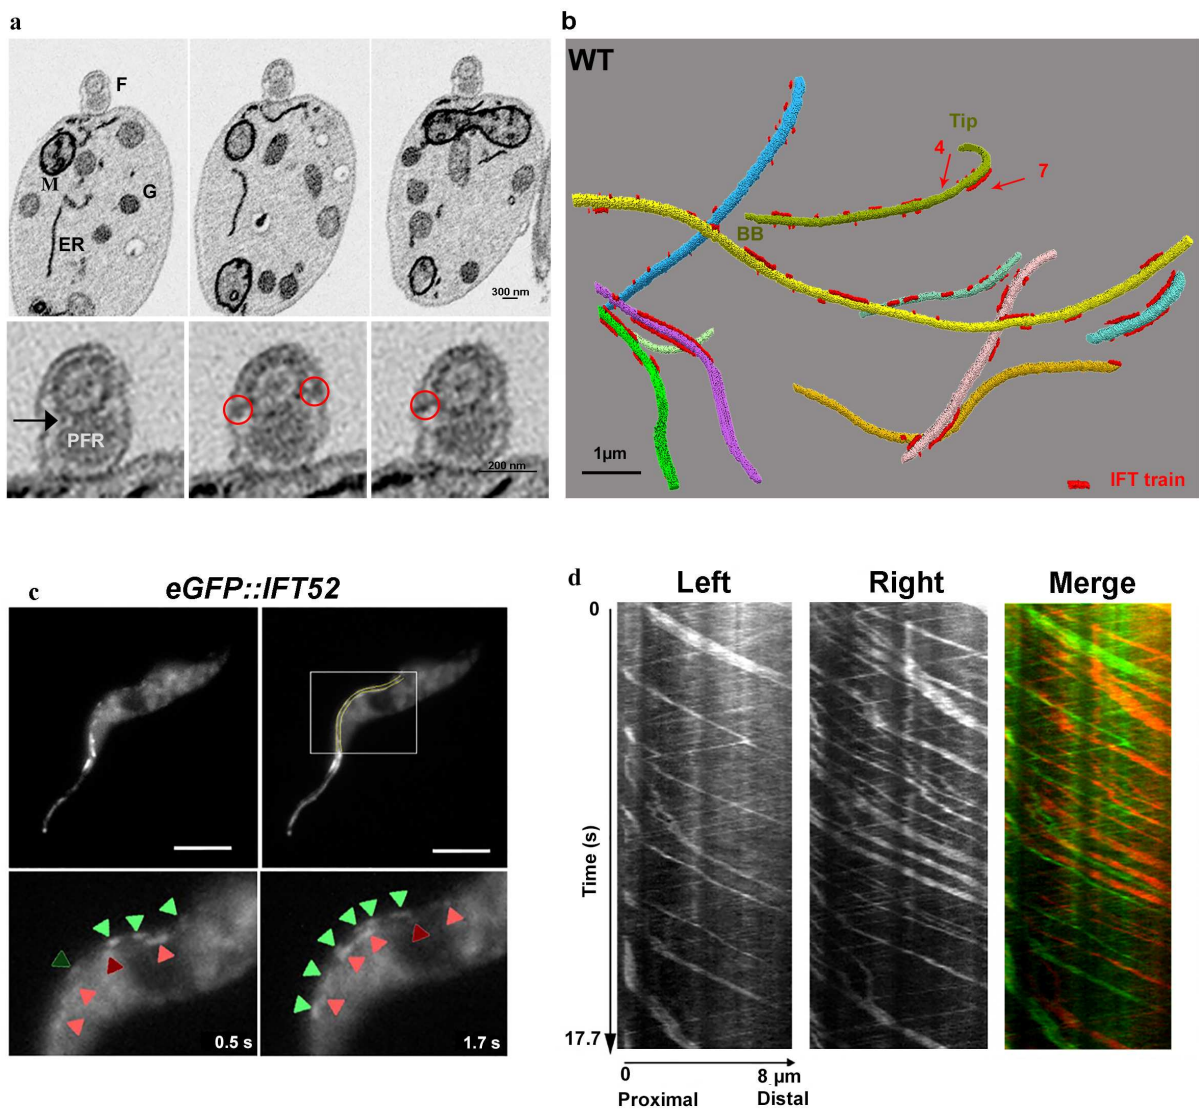 a
F
M
G
ER
300 nm
PFR
200 nm
b
WT
Tip
4
7
BB
1µm
IFT train
c
eGFP::IFT52
0.5 s
1.7 s
d
Left
Right
Merge
0
Time (s)
17.7
0
8 µm
Proximal
Distal